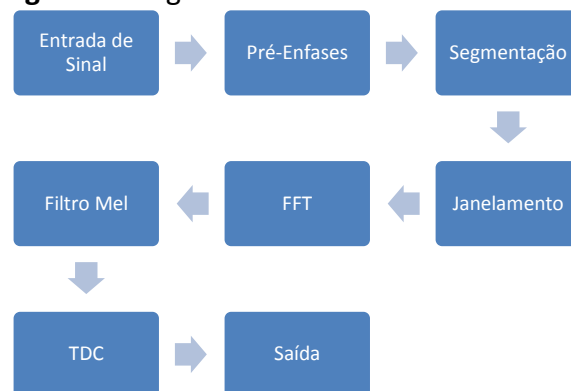 Entrada de
Sinal
Pré-Enfases
Segmentação
Janelamento
FFT
Filtro Mel
TDC
Saída